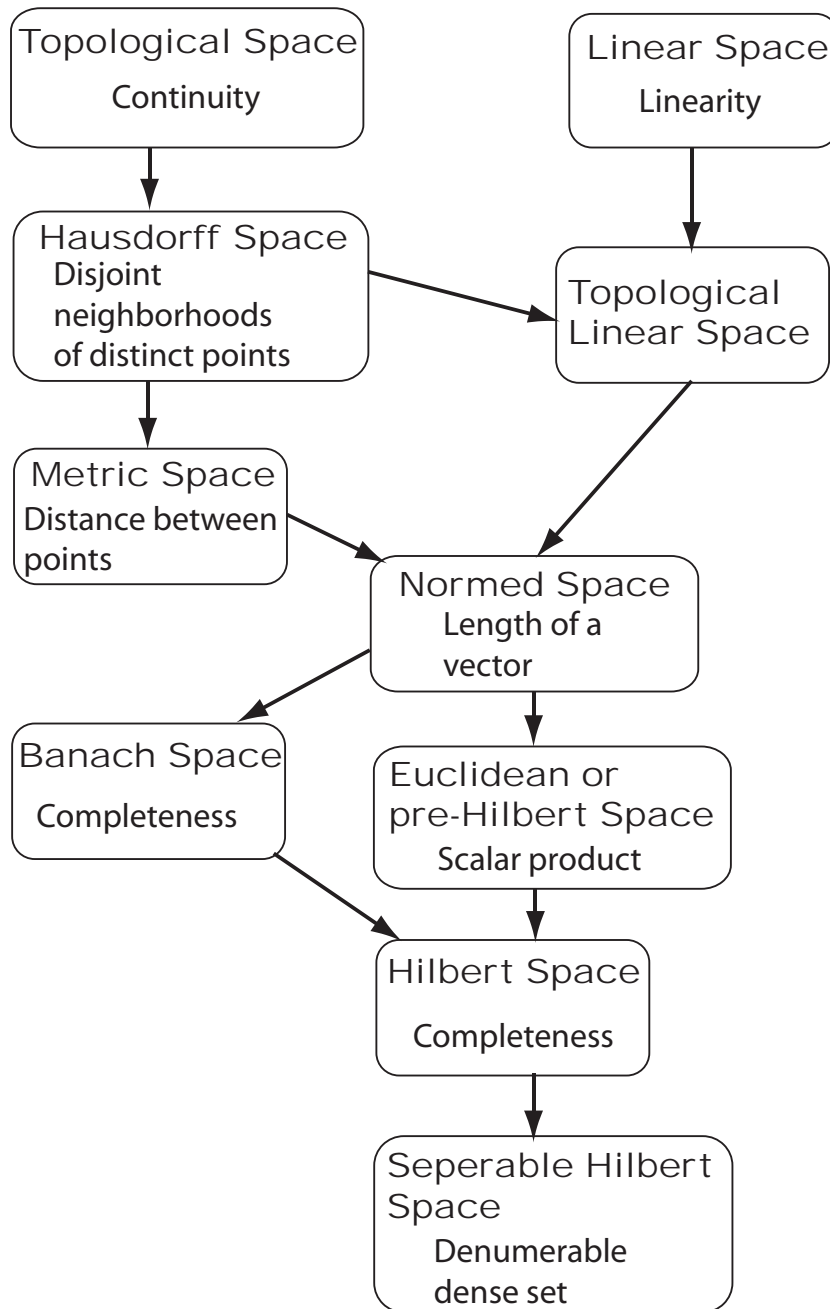 Topological Space
Continuity
Linear Space
Linearity
Hausdorff Space
Disjoint
neighborhoods
of distinct points
Topological
Linear Space
Metric Space
Distance between
points
Normed Space
Length of a
vector
Banach Space
Completeness
Euclidean or
pre-Hilbert Space
Scalar product
Hilbert Space
Completeness
Seperable Hilbert
Space
Denumerable
dense set